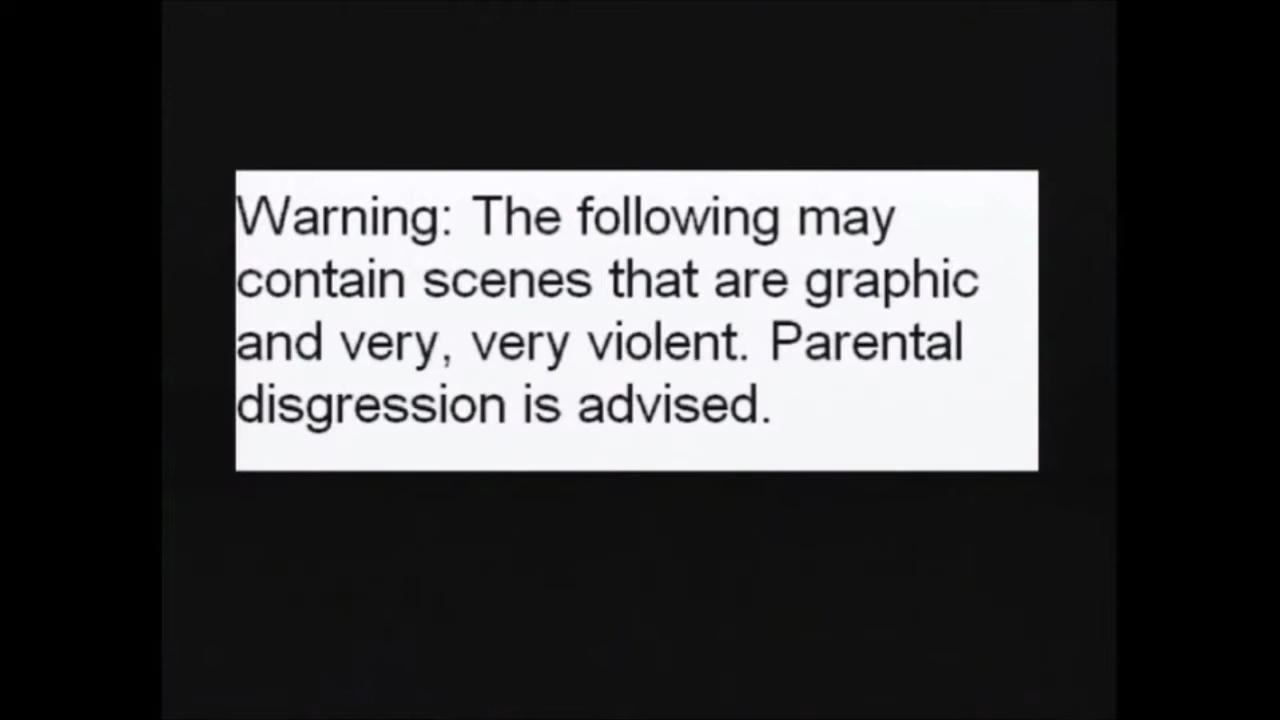 Warning: The following may
contain scenes that are graphic
and very, very violent. Parental
disgression is advised.